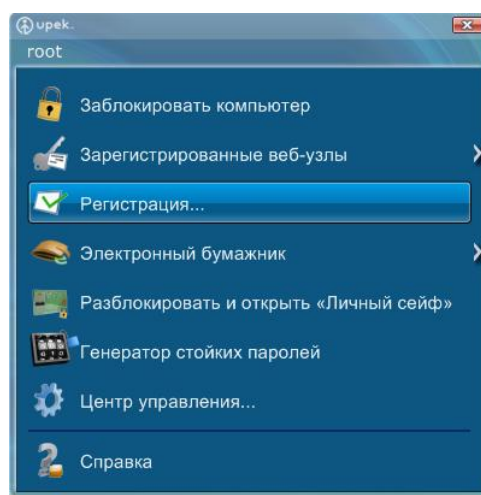 upek.
root
Заблокировать компьютер
Зарегистрированные веб-узлы
Регистрация...
Электронный бумажник
Разблокировать и открыть «Личный сейф»
Генератор стойких паролей
Центр управления...
Справка